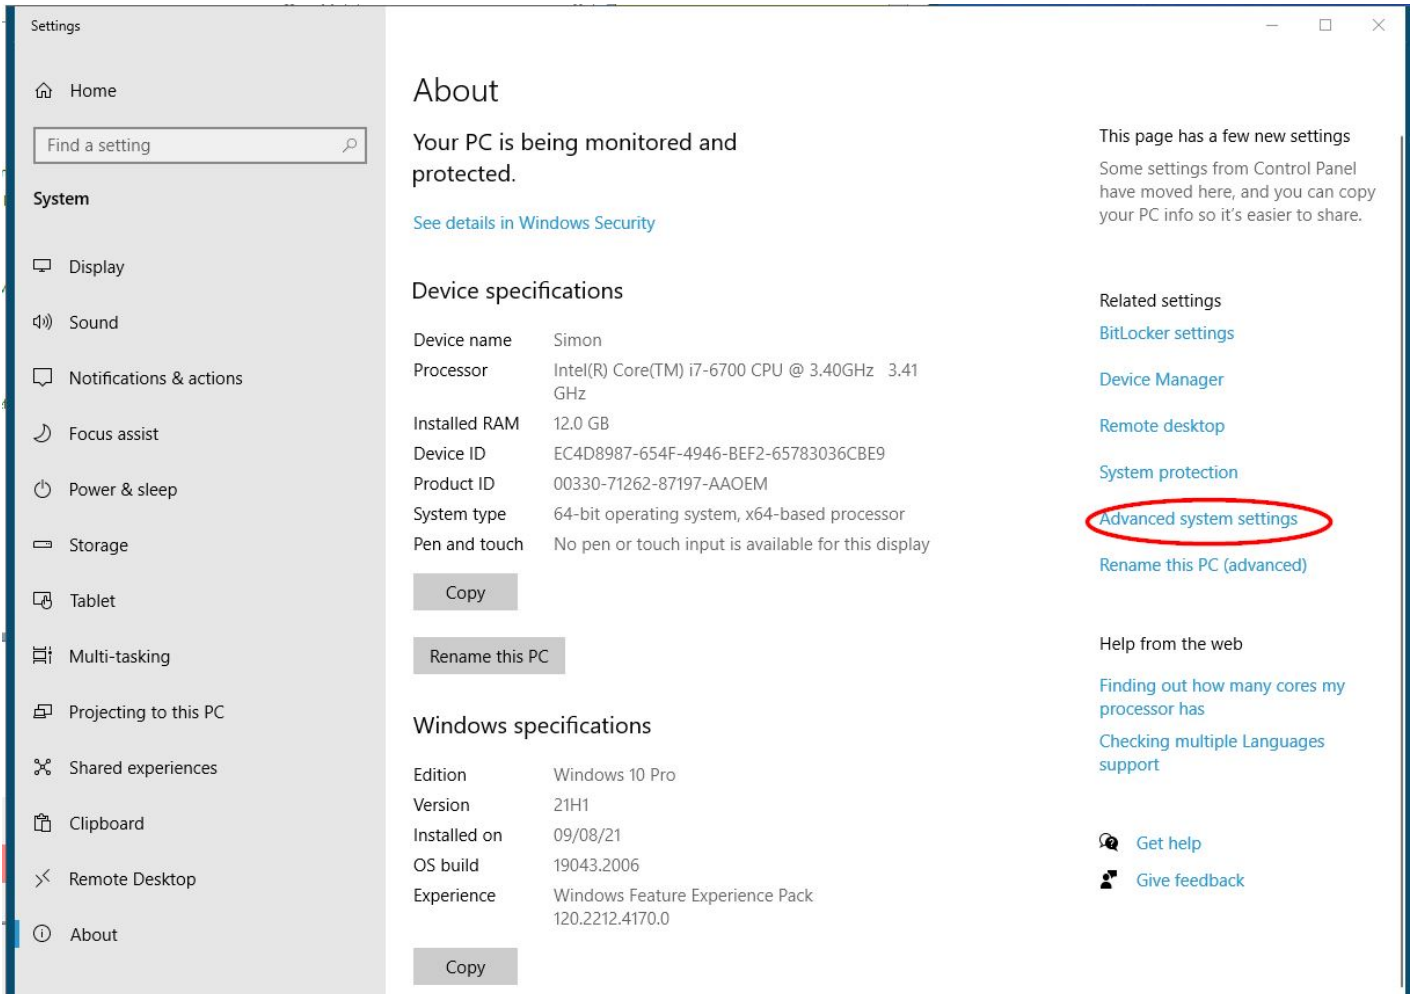 Settings
Home
Find a setting
System
Display
Sound
Notifications & actions
Focus assist
Power & sleep
Storage
Tablet
Multi-tasking
Projecting to this PC
Shared experiences
Clipboard
Remote Desktop
About
About
Your PC is being monitored and
protected.
See details in Windows Security
Device specifications
Device name Simon
Processor Intel(R) Core(TM) i7-6700 CPU @ 3.40GHz 3.41
GHz
Installed RAM 12.0 GB
Device ID EC4D8987-654F-4946-BEF2-65783036CBE9
Product ID 00330-71262-87197-AAOEM
System type 64-bit operating system, x64-based processor
Pen and touch No pen or touch input is available for this display
Copy
Rename this PC
Windows specifications
Edition Windows 10 Pro
Version 21H1
Installed on 09/08/21
OS build 19043.2006
Experience Windows Feature Experience Pack
120.2212.4170.0
Copy
This page has a few new settings
Some settings from Control Panel
have moved here, and you can copy
your PC info so it's easier to share.
Related settings
BitLocker settings
Device Manager
Remote desktop
System protection
Advanced system settings
Rename this PC (advanced)
Help from the web
Finding out how many cores my
processor has
Checking multiple Languages
support
Get help
Give feedback